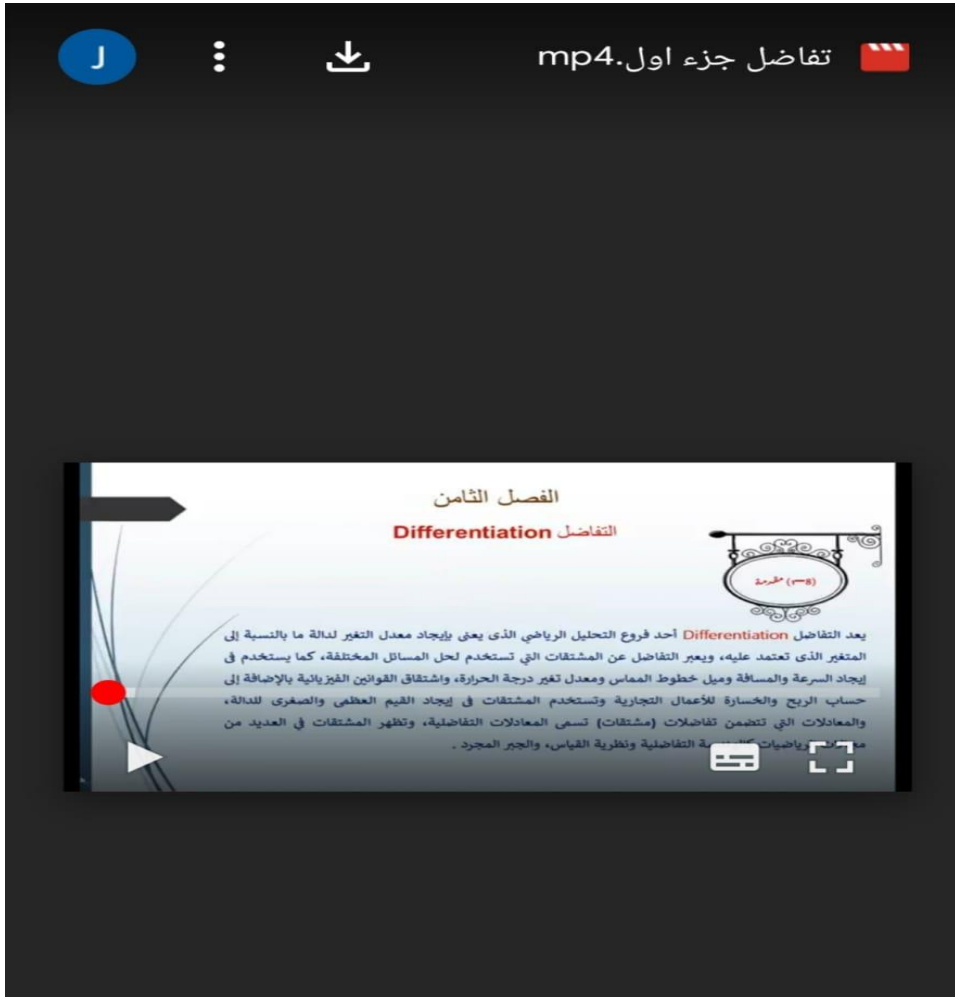 تفاضل جزء اول.mp4
J
الفصل الثامن
التفاضل Differentiation
مقدمة
يعد التفاضل Differentiation أحد فروع التحليل الرياضي الذى يعنى بإيجاد معدل التغير لدالة ما بالنسبة إلى
المتغير الذى تعتمد عليه، ويعبر التفاضل عن المشتقات التي تستخدم لحل المسائل المختلفة، كما يستخدم في
إيجاد السرعة والمسافة وميل خطوط المماس ومعدل تغير درجة الحرارة، واشتقاق القوانين الفيزيائية بالإضافة إلى
حساب الربح والخسارة للأعمال التجارية وتستخدم المشتقات في إيجاد القيم العظمى والصغرى للدالة،
والمعادلات التي تتضمن تفاضلات (مشتقات) تسمى المعادلات التفاضلية، وتظهر المشتقات في العديد من
التفاضلية ونظرية القياس، والجبر المجرد .